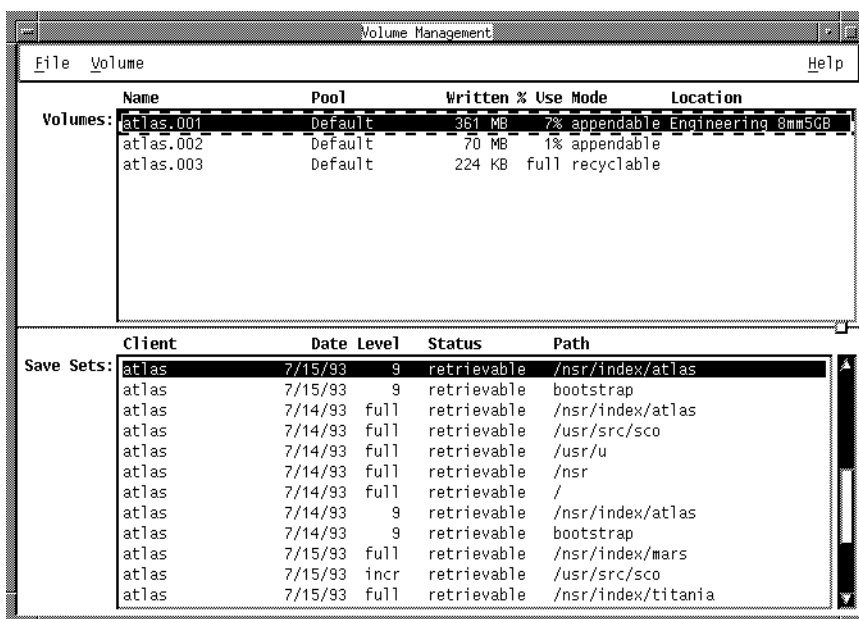 Volume Management
File Volume Help
Name Pool Written % Use Mode Location
Volumes: atlas.001 Default 361 MB 7% appendable Engineering 8mm5GB
atlas.002 Default 70 MB 1% appendable
atlas.003 Default 224 KB full recyclable
Client Date Level Status Path
Save Sets: atlas 7/15/93 9 retrievable /nsr/index/atlas
atlas 7/15/93 9 retrievable bootstrap
atlas 7/14/93 full retrievable /nsr/index/atlas
atlas 7/14/93 full retrievable /usr/src/sco
atlas 7/14/93 full retrievable /usr/u
atlas 7/14/93 full retrievable /nsr
atlas 7/14/93 full retrievable /
atlas 7/14/93 9 retrievable /nsr/index/atlas
atlas 7/14/93 9 retrievable bootstrap
atlas 7/15/93 full retrievable /nsr/index/mars
atlas 7/15/93 incr retrievable /usr/src/sco
atlas 7/15/93 full retrievable /nsr/index/titania